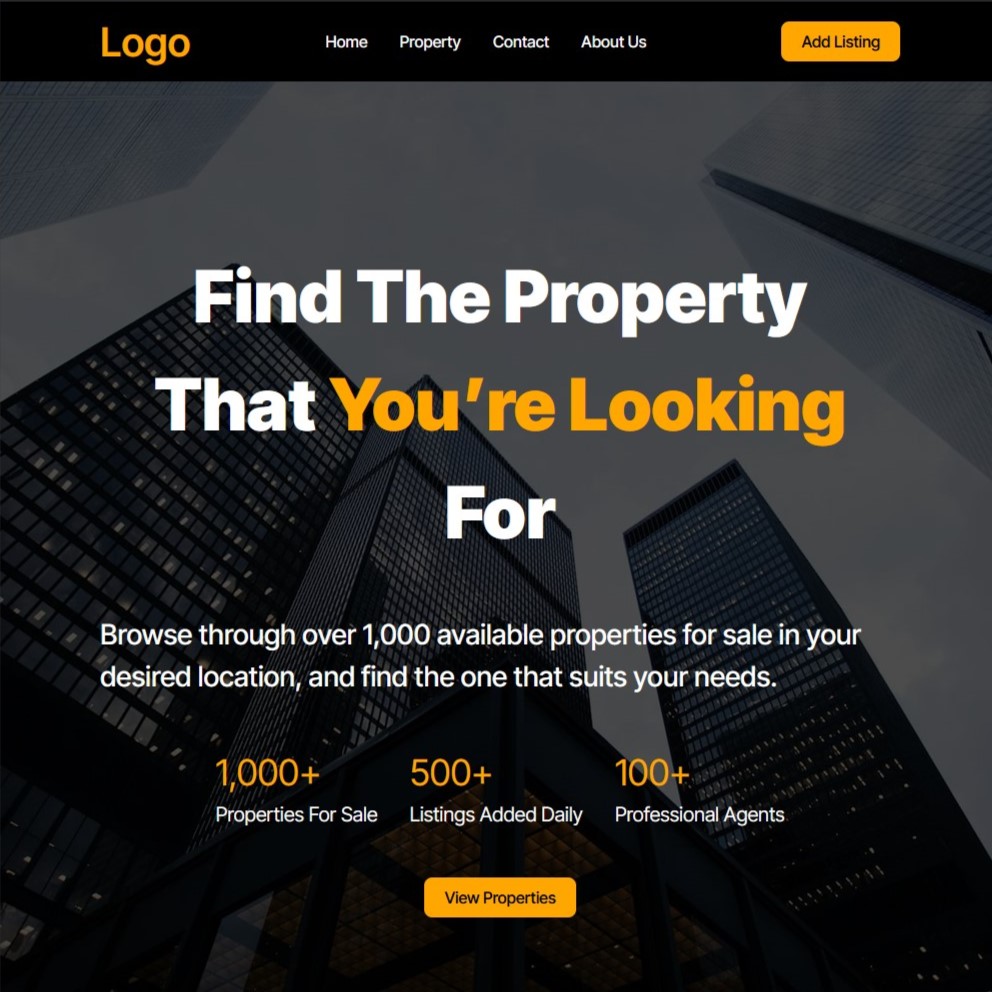 Logo
Home Property Contact About Us
Add Listing
Find The Property
That You’re Looking
For
Browse through over 1,000 available properties for sale in your
desired location, and find the one that suits your needs.
1,000+ 500+ 100+
Properties For Sale Listings Added Daily Professional Agents
View Properties